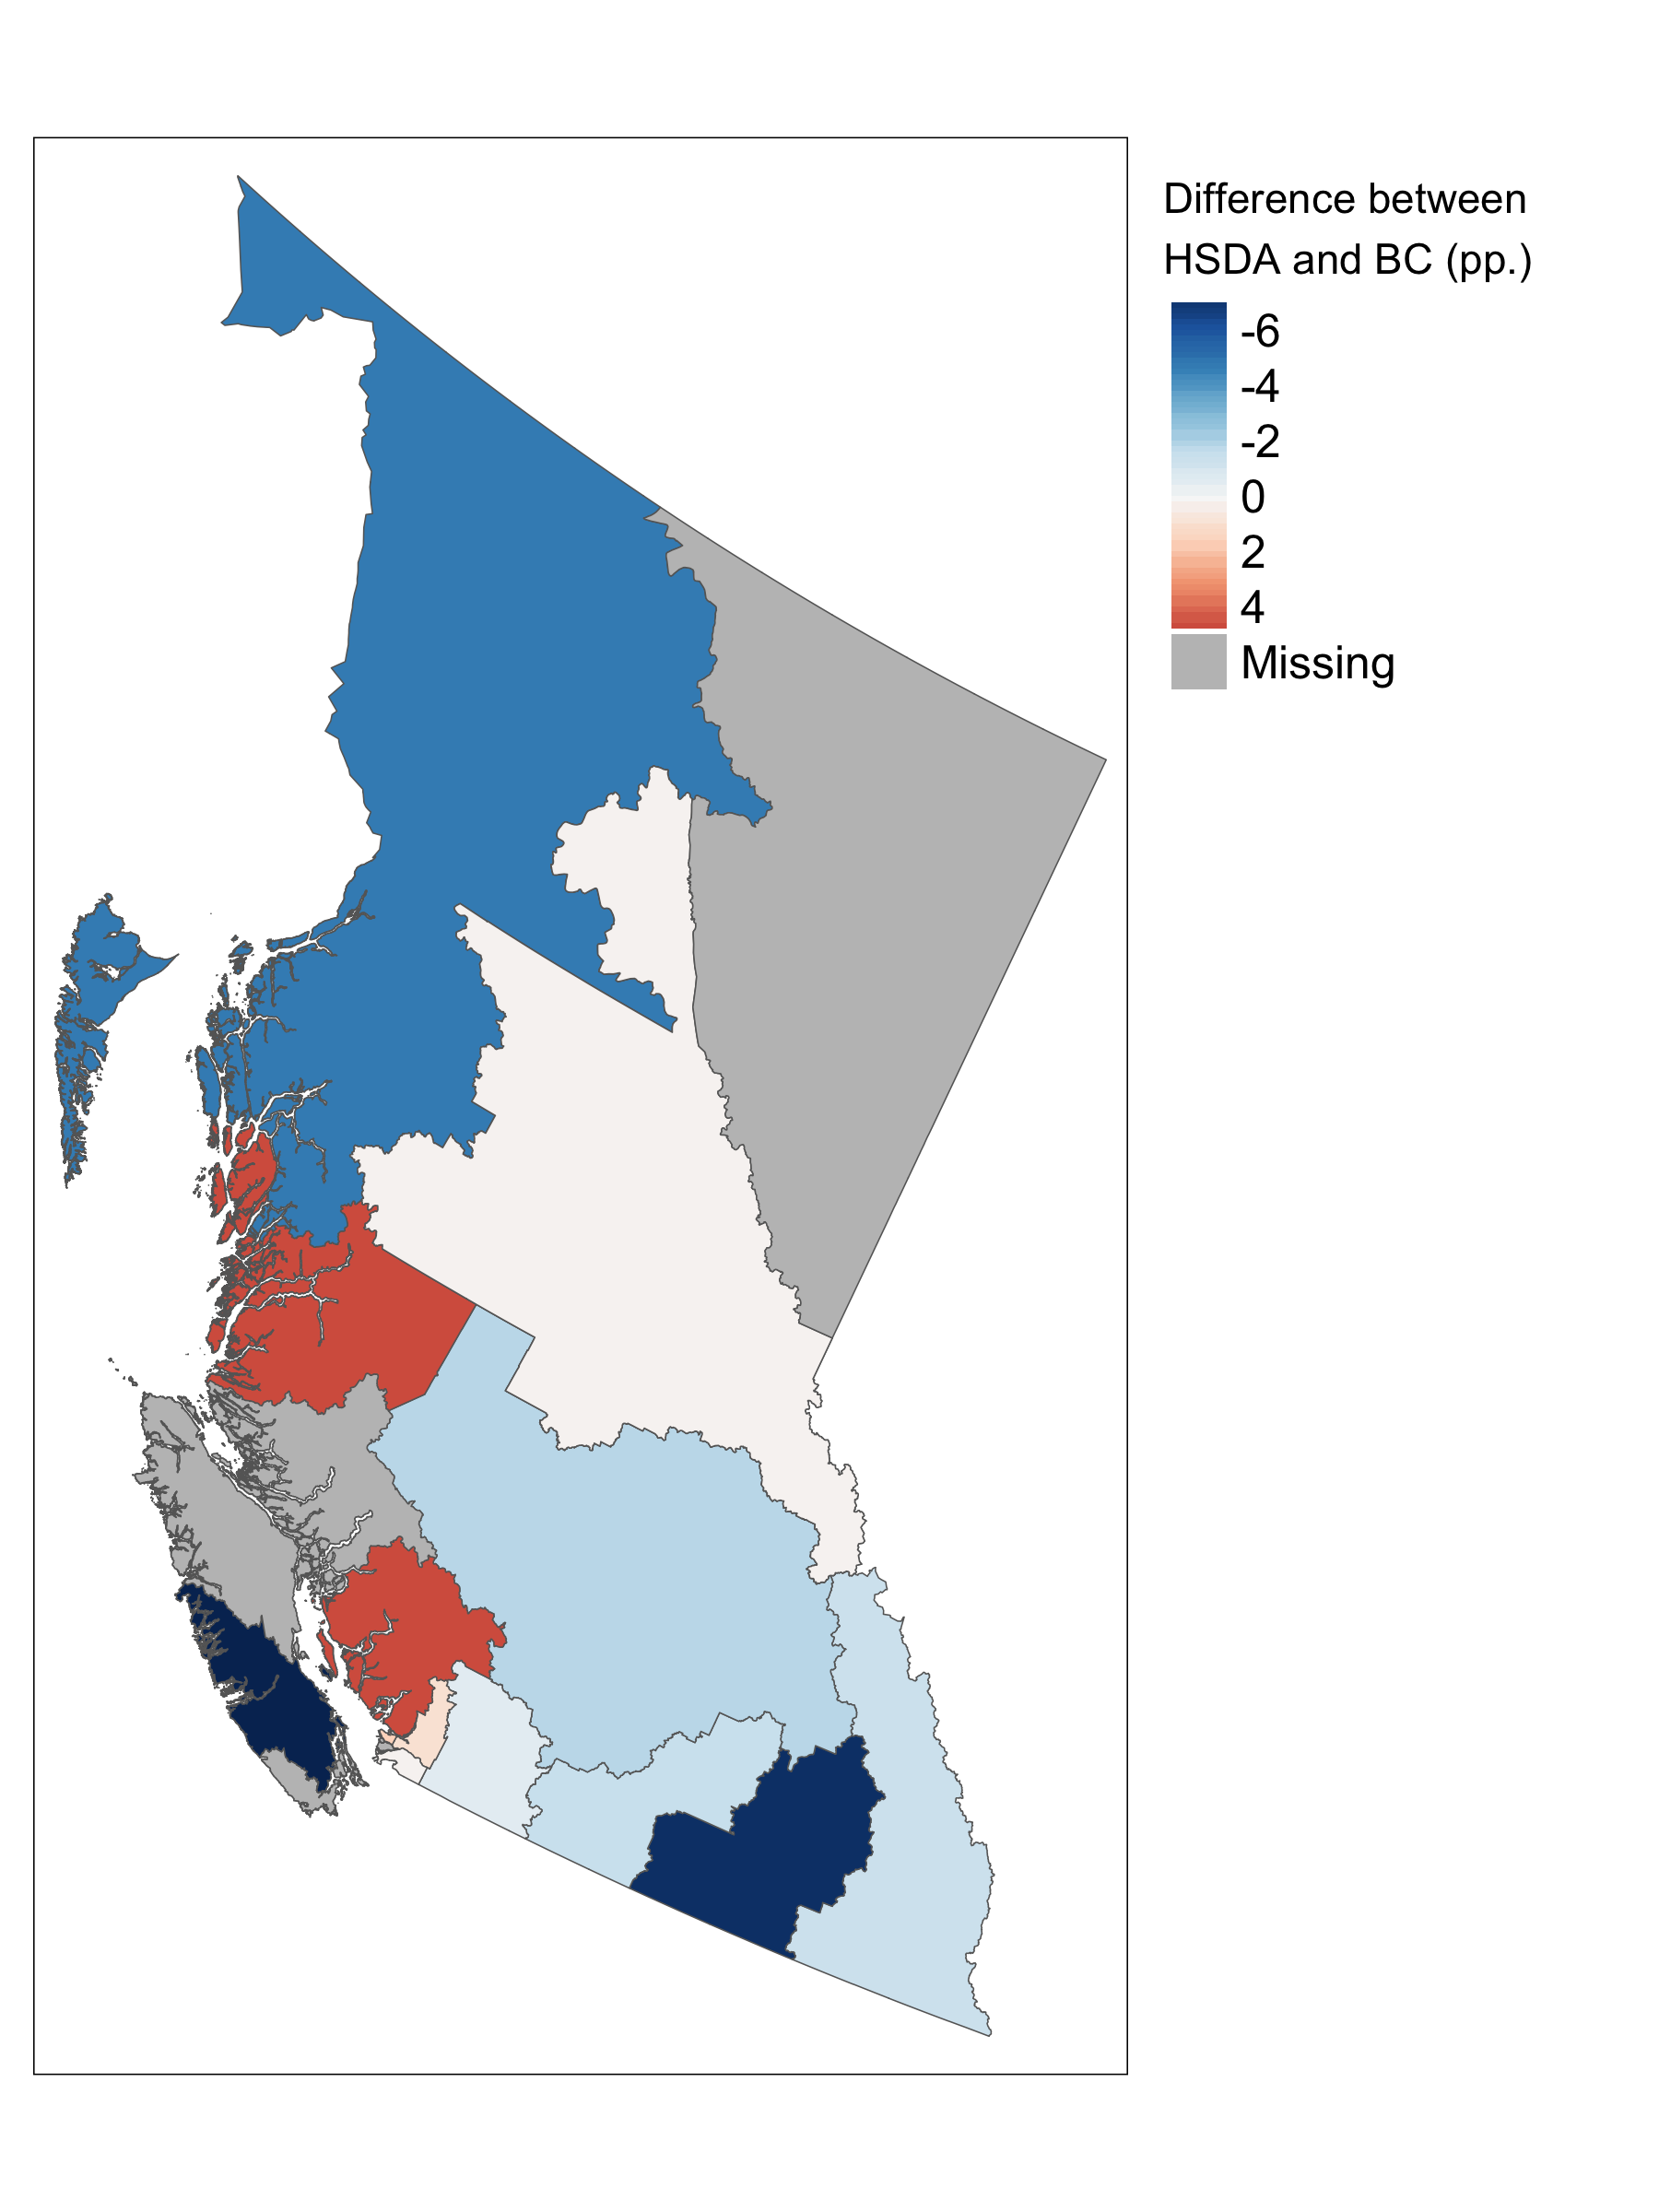 Difference between
HSDA and BC (pp.)
-6
-4
-2
0
2
4
Missing